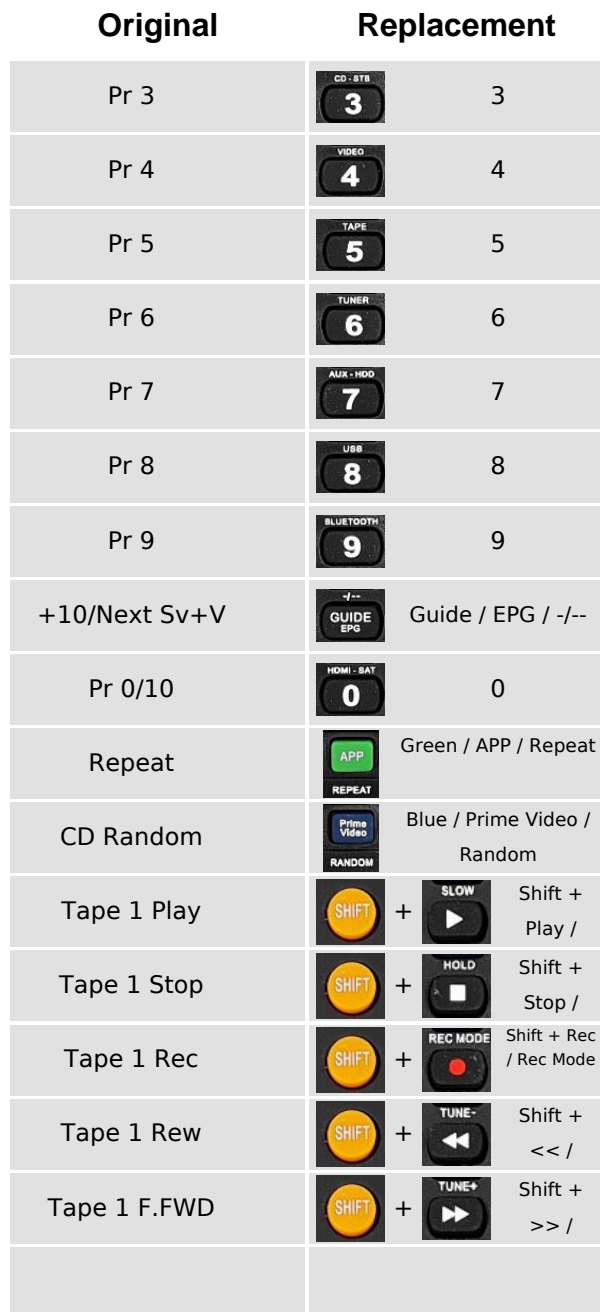 Original Replacement
Pr 3 CD - STB 3 3
Pr 4 VIDEO 4 4
Pr 5 TAPE 5 5
Pr 6 TUNER 6 6
Pr 7 AUX - HDD 7 7
Pr 8 USB 8 8
Pr 9 BLUETOOTH 9 9
+10/Next Sv+V -/-- GUIDE EPG Guide / EPG / -/--
Pr 0/10 HDMI - SAT 0 0
Repeat APP REPEAT Green / APP / Repeat
CD Random Prime Video RANDOM Blue / Prime Video /
Random
Tape 1 Play SHIFT + SLOW Shift +
Play /
Tape 1 Stop SHIFT + HOLD Shift +
Stop /
Tape 1 Rec SHIFT + REC MODE Shift + Rec
/ Rec Mode
Tape 1 Rew SHIFT + TUNE- Shift +
<< /
Tape 1 F.FWD SHIFT + TUNE+ Shift +
>> /